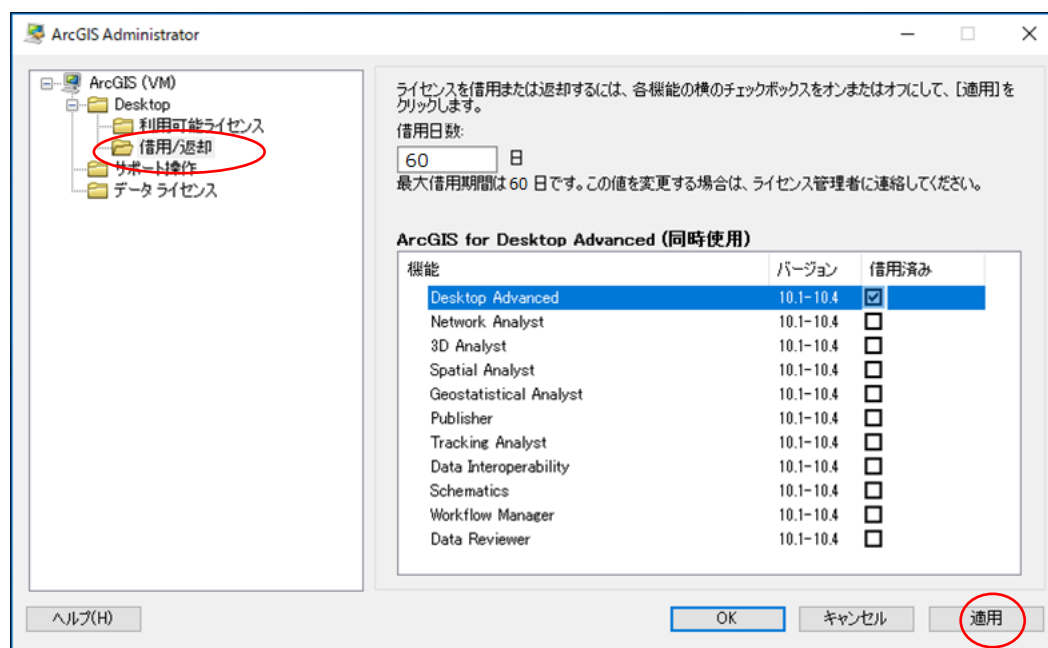 ArcGIS Administrator
ArcGIS (VM)
Desktop
利用可能ライセンス
借用/返却
サポート操作
データ ライセンス
ライセンスを借用または返却するには、各機能の横のチェックボックスをオンまたはオフにして、[適用]を
クリックします。
借用日数:
60 日
最大借用期間は 60 日です。この値を変更する場合は、ライセンス管理者に連絡してください。
ArcGIS for Desktop Advanced (同時使用)
機能 バージョン 借用済み
Desktop Advanced 10.1-10.4
Network Analyst 10.1-10.4
3D Analyst 10.1-10.4
Spatial Analyst 10.1-10.4
Geostatistical Analyst 10.1-10.4
Publisher 10.1-10.4
Tracking Analyst 10.1-10.4
Data Interoperability 10.1-10.4
Schematics 10.1-10.4
Workflow Manager 10.1-10.4
Data Reviewer 10.1-10.4
ヘルプ(H) OK キャンセル 適用